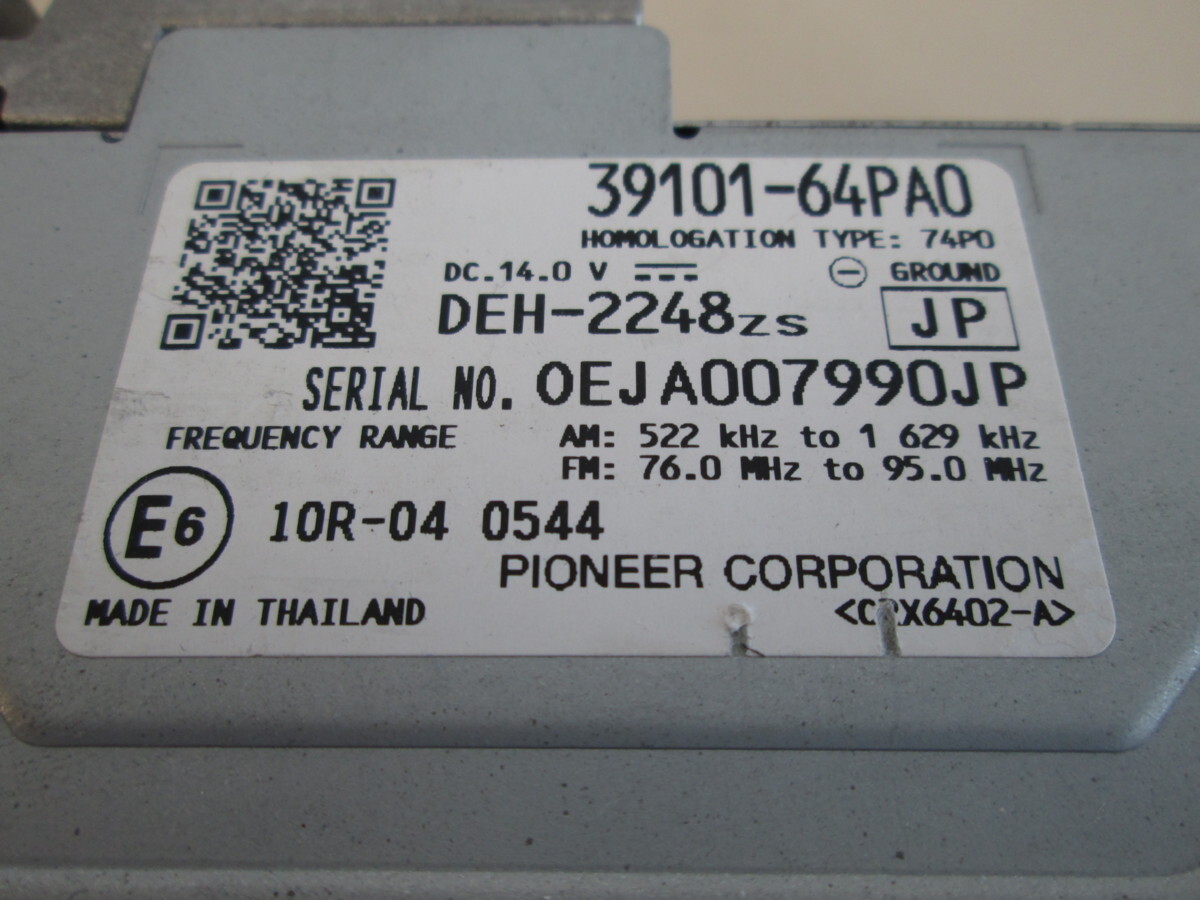 39101-64PA0
HOMOLOGATION TYPE: 74P0
DC.14.0 V ⎓ ⊖ GROUND
DEH-2248ZS JP
SERIAL NO. OEJA007990JP
FREQUENCY RANGE AM: 522 kHz to 1 629 kHz
FM: 76.0 MHz to 95.0 MHz
E6 10R-04 0544
PIONEER CORPORATION
MADE IN THAILAND